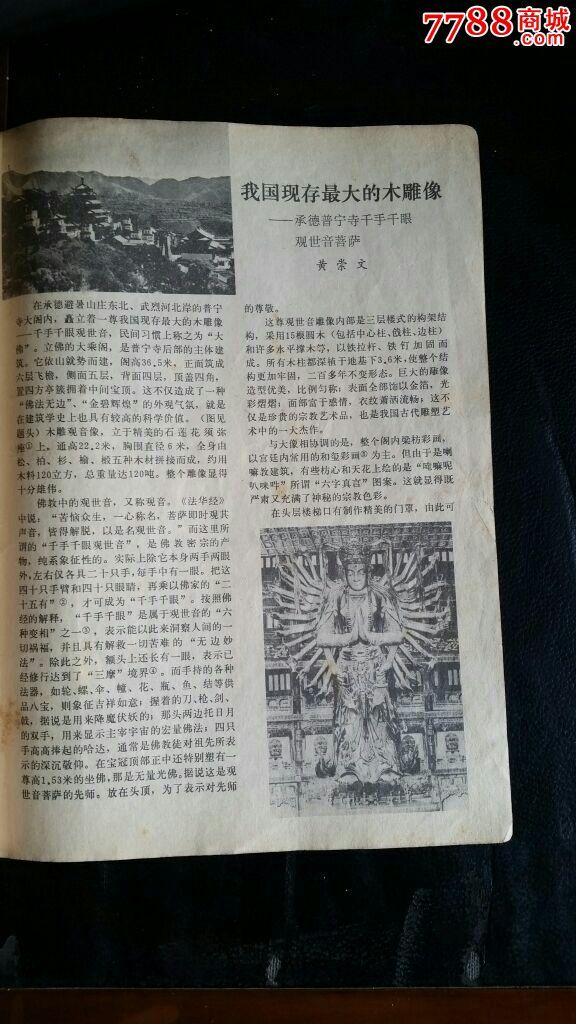 7788商城
.com
我国现存最大的木雕像
——承德普宁寺千手千眼
观世音菩萨
黄崇文
在承德避暑山庄东北、武烈河北岸的普宁
寺大阁内，矗立着一尊我国现存最大的木雕像
——千手千眼观世音，民间习惯上称之为“大
佛”。立佛的大乘阁，是普宁寺后部的主体建
筑。它依山就势而建，阁高36.5米，正面筑成
六层飞檐，侧面五层，背面四层，顶盖四角，
置四方亭簇拥着中间宝顶。这不仅造成了一种
“佛法无边”、“金碧辉煌”的外观气氛，就是
在建筑学史上也具有较高的科学价值。（图见
题头）木雕观音像，立于精美的石莲花须弥
座①上。通高22.2米，胸围直径6米，全身由
松、柏、杉、榆、椴五种木材拼接而成，约用
木料120立方，总重量达120吨。整个雕像显得
十分雄伟。
佛教中的观世音，又称观音。《法华经》
中说：“苦恼众生，一心称名，菩萨即时观其
声音，皆得解脱，以是名观世音。”而这里所
谓的“千手千眼观世音”，是佛教密宗的产
物，纯系象征性的。实际上除它本身两手两眼
外，左右仅各具二十只手，每手中有一眼。把这
四十只手臂和四十只眼睛，再乘以佛家的“二
十五有”②，才可成为“千手千眼”。按照佛
经的解释，“千手千眼”是属于观世音的“六
种变相”之一③，表示能以此来洞察人间的一
切祸福，并且具有解救一切苦难的“无边妙
法”。除此之外，额头上还长有一眼，表示已
经修行达到了“三摩”境界④。而手持的各种
法器，如轮、螺、伞、幢、花、瓶、鱼、结等供
品八宝，则象征吉祥如意；握着的刀、枪、剑、
戟，据说是用来降魔伏妖的；那头两边托日月
的双手，用来显示主宰宇宙的宏量佛法；四只
手高高捧起的哈达，通常是佛教徒对祖先所表
示的深沉敬仰。在宝冠顶部正中还特别塑有一
尊高1.53米的坐佛，那是无量光佛。据说这是观
世音菩萨的先师。放在头顶，为了表示对先师
的尊敬。
这尊观世音雕像内部是三层楼式的构架结
构，采用15根圆木（包括中心柱、戗柱、边柱）
和许多水平撑木等，以铁拉杆、铁钉加固而
成。所有木柱都深植于地基下3.6米，使整个结
构更加牢固，二百多年不变形态。巨大的雕像
造型优美，比例匀称；表面全部饰以金箔，光
彩熠熠；面部富于情感，衣纹萧洒流畅；这不
仅是珍贵的宗教艺术品，也是我国古代雕塑艺
术中的一大杰作。
与大像相协调的是，整个阁内梁枋彩画，
以宫廷内常用的和玺彩画⑤为主。但由于是喇
嘛教建筑，有些枋心和天花上绘的是“唵嘛呢
叭咪吽”所谓“六字真言”图案。这就显得既
严肃又充满了神秘的宗教色彩。
在头层楼梯口有制作精美的门罩，由此可